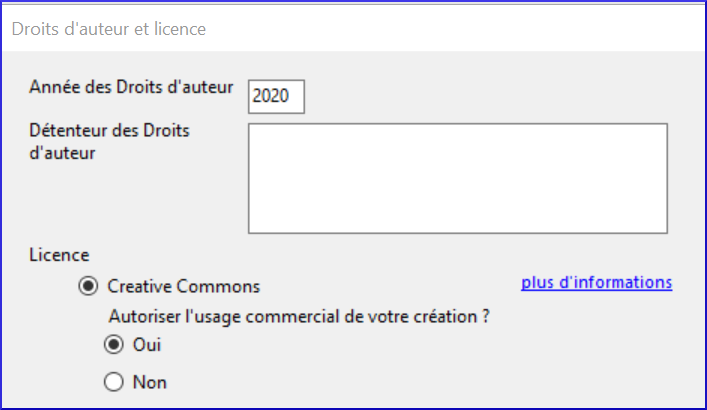 Droits d'auteur et licence
Année des Droits d'auteur 2020
Détenteur des Droits
d'auteur
Licence
Creative Commons plus d'informations
Autoriser l'usage commercial de votre création ?
Oui
Non